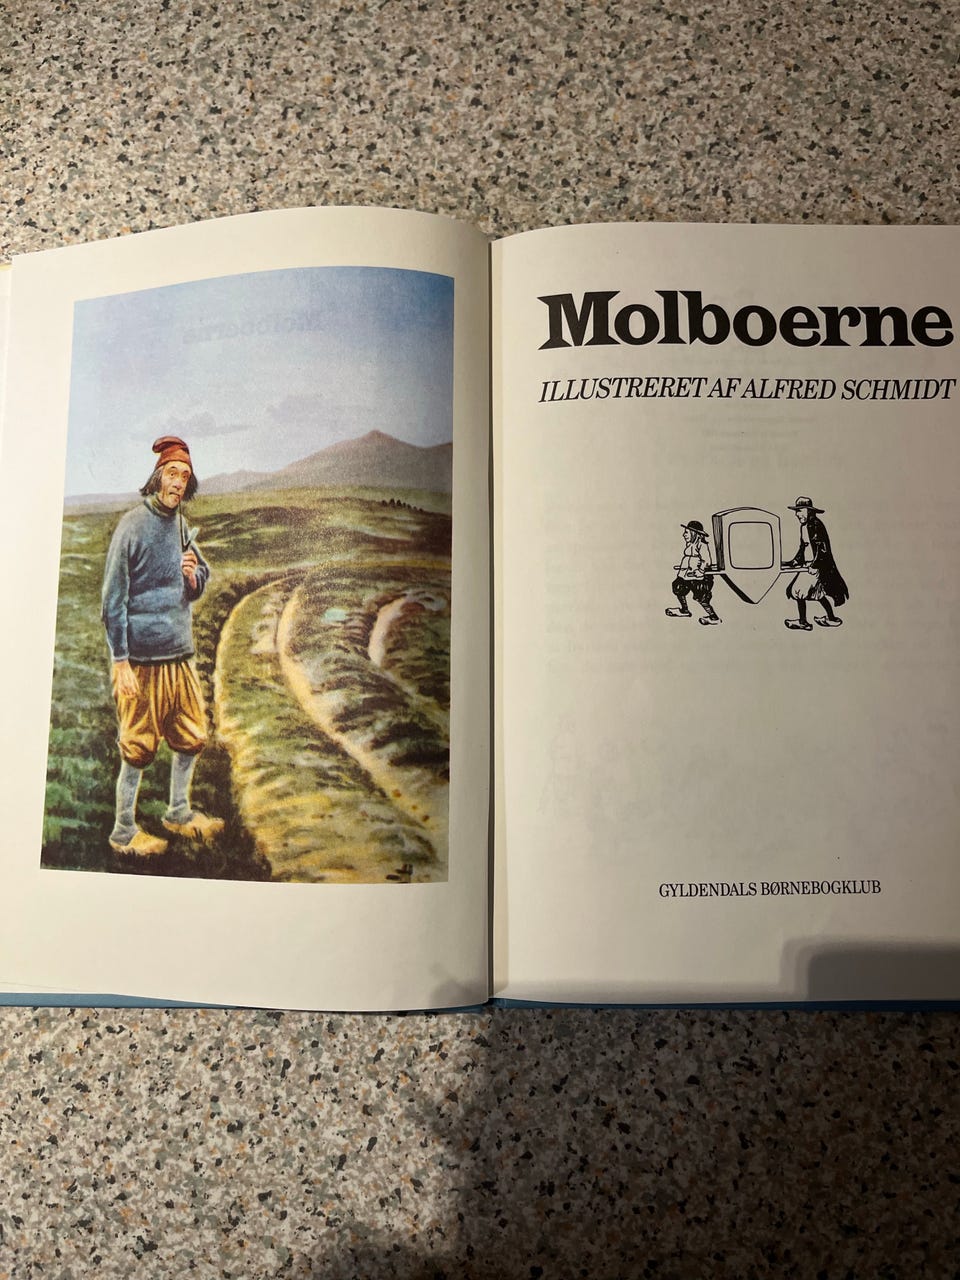 Molboerne
ILLUSTRERET AF ALFRED SCHMIDT
GYLDENDALS BØRNEBOGKLUB